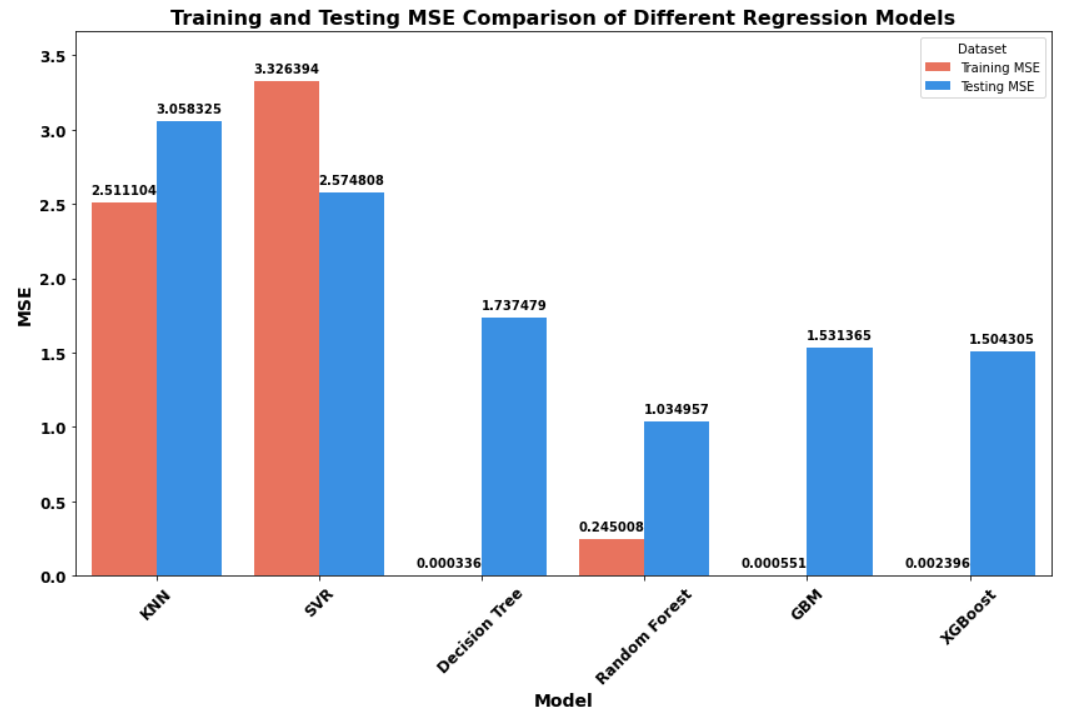 Training and Testing MSE Comparison of Different Regression Models
Dataset
Training MSE
Testing MSE
MSE
3.5
3.0
2.5
2.0
1.5
1.0
0.5
0.0
2.511104
3.058325
3.326394
2.574808
0.000336
1.737479
0.245008
1.034957
0.000551
1.531365
0.002396
1.504305
KNN
SVR
Decision Tree
Random Forest
GBM
XGBoost
Model